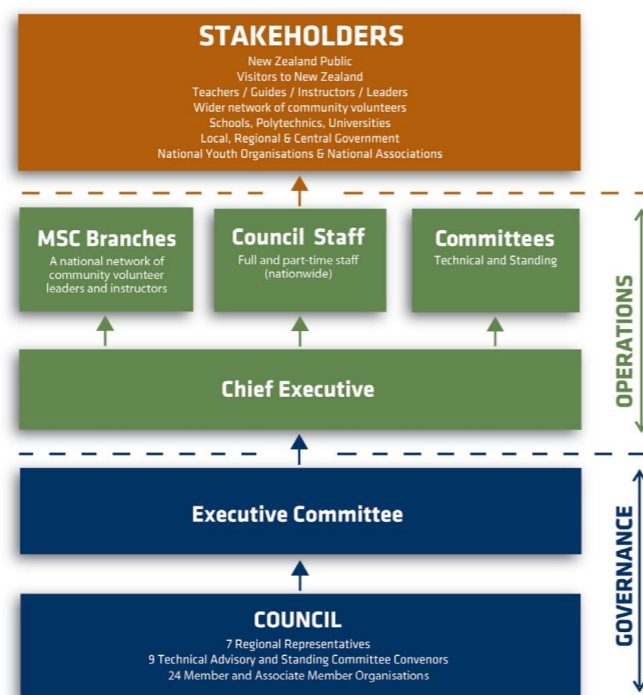 STAKEHOLDERS
New Zealand Public
Visitors to New Zealand
Teachers / Guides / Instructors / Leaders
Wider network of community volunteers
Schools, Polytechnics, Universities
Local, Regional & Central Government
National Youth Organisations & National Associations
MSC Branches
A national network of
community volunteer
leaders and instructors
Council Staff
Full and part-time staff
(nationwide)
Committees
Technical and Standing
OPERATIONS
Chief Executive
Executive Committee
GOVERNANCE
COUNCIL
7 Regional Representatives
9 Technical Advisory and Standing Committee Convenors
24 Member and Associate Member Organisations